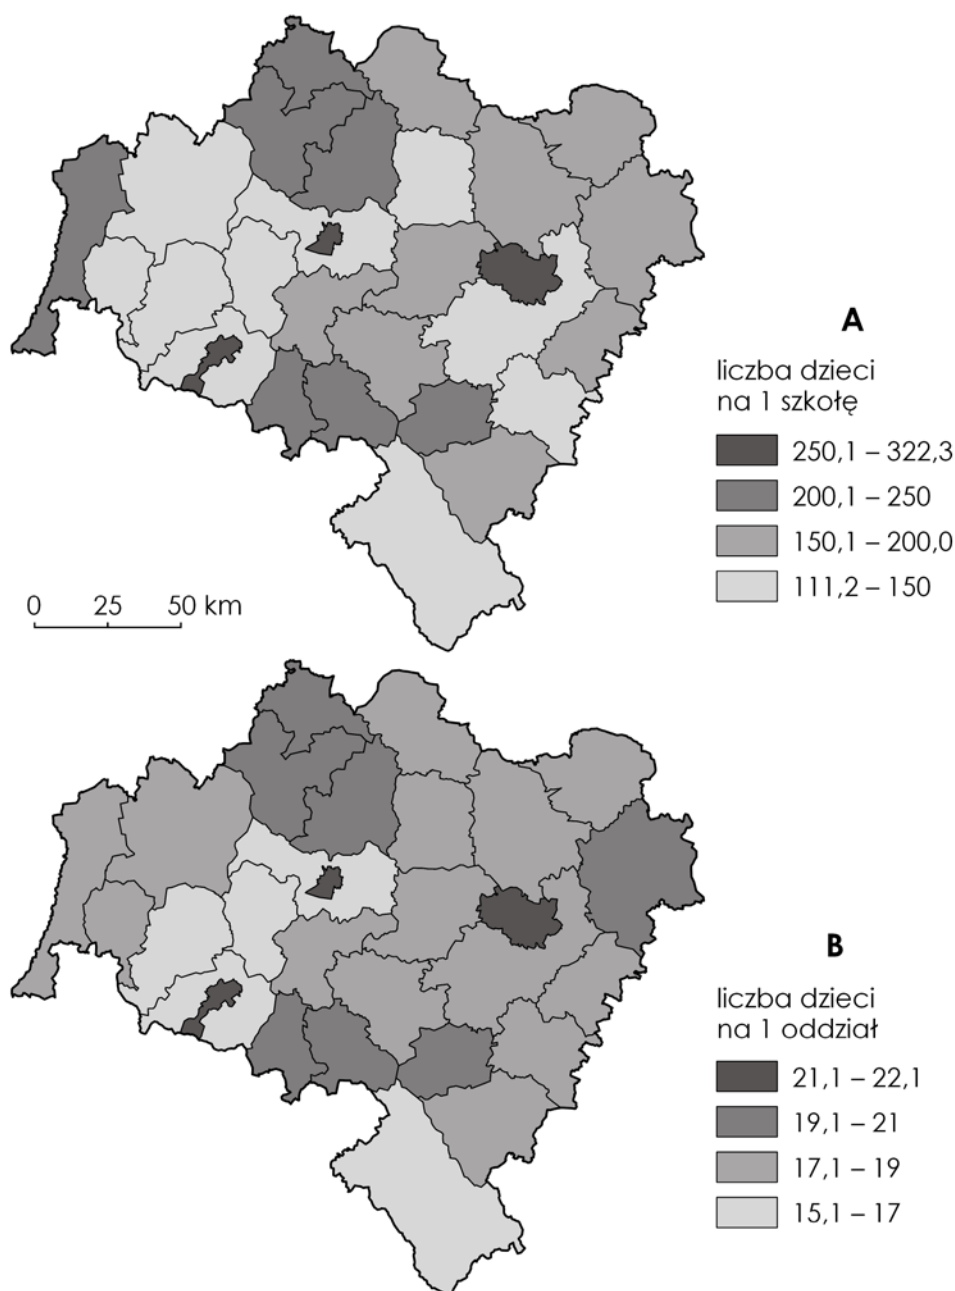 A
liczba dzieci
na 1 szkołę
250,1 – 322,3
200,1 – 250
150,1 – 200,0
111,2 – 150
0 25 50 km
B
liczba dzieci
na 1 oddział
21,1 – 22,1
19,1 – 21
17,1 – 19
15,1 – 17